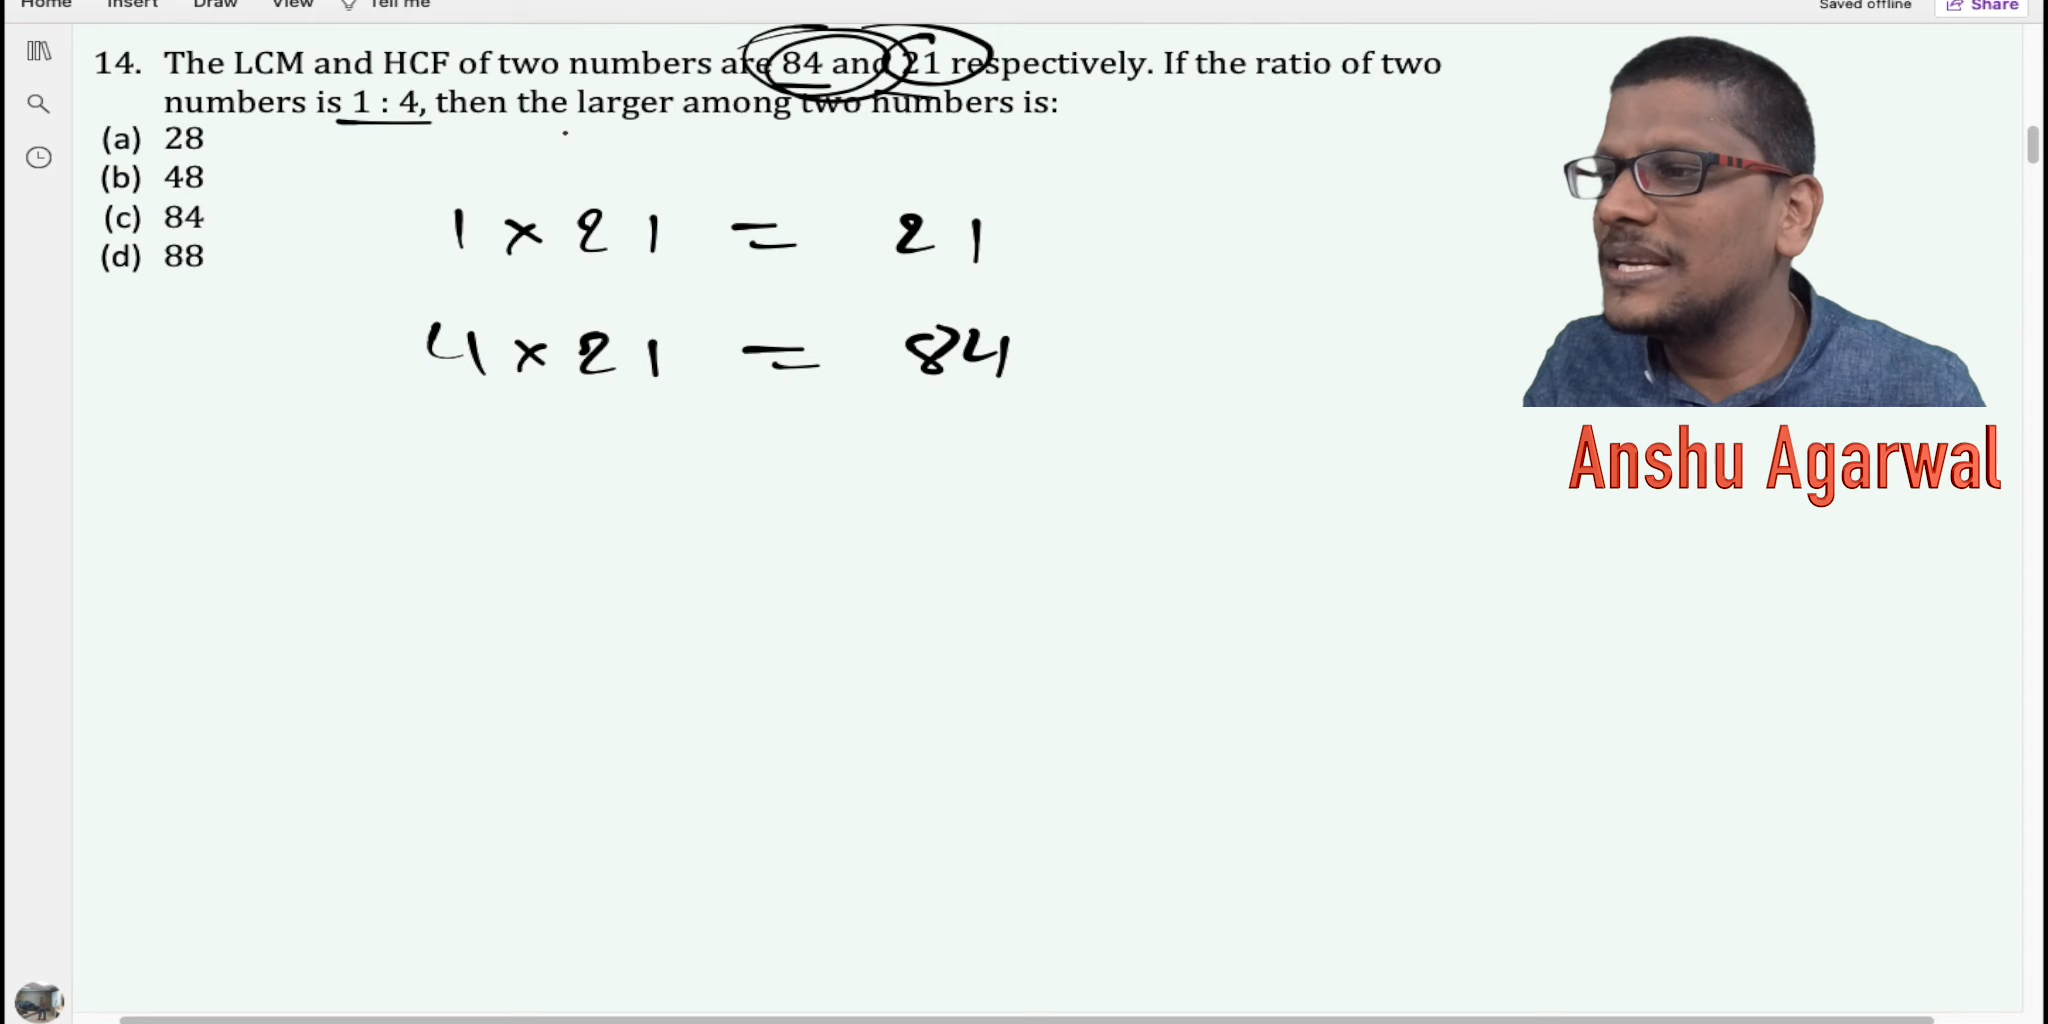 Home Insert Draw View Tell me Saved offline Share
14. The LCM and HCF of two numbers are 84 and 21 respectively. If the ratio of two
numbers is 1 : 4, then the larger among two numbers is:
(a) 28
(b) 48
(c) 84
(d) 88
1 × 21 = 21
4 × 21 = 84
Anshu Agarwal